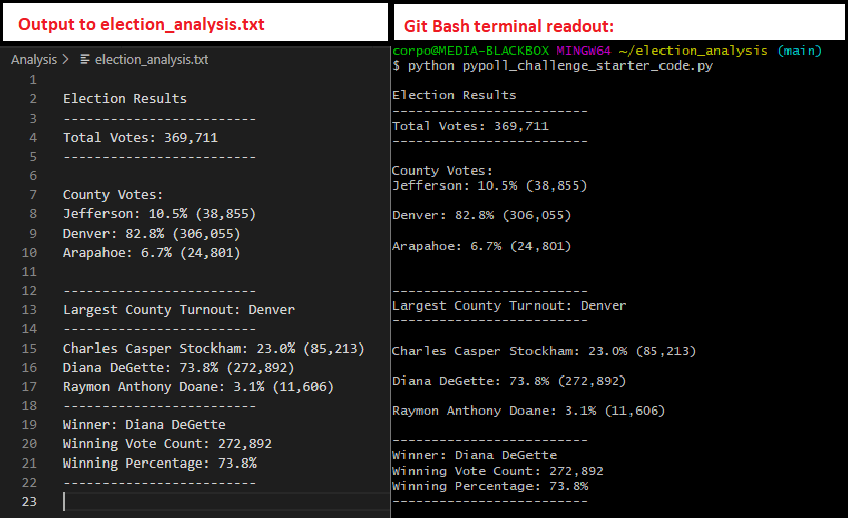 Output to election_analysis.txt
Analysis > election_analysis.txt
1
2 Election Results
3 -------------------------
4 Total Votes: 369,711
5 -------------------------
6
7 County Votes:
8 Jefferson: 10.5% (38,855)
9 Denver: 82.8% (306,055)
10 Arapahoe: 6.7% (24,801)
11
12 -------------------------
13 Largest County Turnout: Denver
14 -------------------------
15 Charles Casper Stockham: 23.0% (85,213)
16 Diana DeGette: 73.8% (272,892)
17 Raymon Anthony Doane: 3.1% (11,606)
18 -------------------------
19 Winner: Diana DeGette
20 Winning Vote Count: 272,892
21 Winning Percentage: 73.8%
22 -------------------------
23
Git Bash terminal readout:
corpo@MEDIA-BLACKBOX MINGW64 ~/election_analysis (main)
$ python pypoll_challenge_starter_code.py
Election Results
-------------------------
Total Votes: 369,711
-------------------------
County Votes:
Jefferson: 10.5% (38,855)
Denver: 82.8% (306,055)
Arapahoe: 6.7% (24,801)
-------------------------
Largest County Turnout: Denver
-------------------------
Charles Casper Stockham: 23.0% (85,213)
Diana DeGette: 73.8% (272,892)
Raymon Anthony Doane: 3.1% (11,606)
-------------------------
Winner: Diana DeGette
Winning Vote Count: 272,892
Winning Percentage: 73.8%
-------------------------